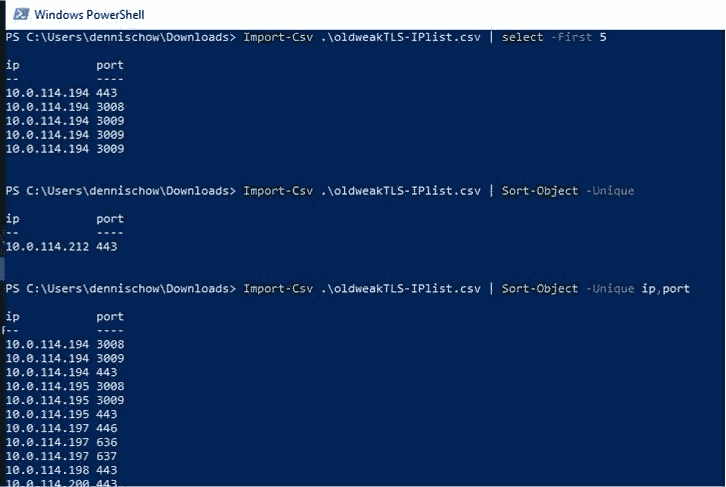 Windows PowerShell
PS C:\Users\dennischow\Downloads> Import-Csv .\oldweakTLS-IPlist.csv | select -First 5
ip port
-- ----
10.0.114.194 443
10.0.114.194 3008
10.0.114.194 3009
10.0.114.194 3009
10.0.114.194 3009
PS C:\Users\dennischow\Downloads> Import-Csv .\oldweakTLS-IPlist.csv | Sort-Object -Unique
ip port
-- ----
10.0.114.212 443
PS C:\Users\dennischow\Downloads> Import-Csv .\oldweakTLS-IPlist.csv | Sort-Object -Unique ip,port
ip port
-- ----
10.0.114.194 3008
10.0.114.194 3009
10.0.114.194 443
10.0.114.195 3008
10.0.114.195 3009
10.0.114.195 443
10.0.114.197 446
10.0.114.197 636
10.0.114.197 637
10.0.114.198 443
10.0.114.200 443